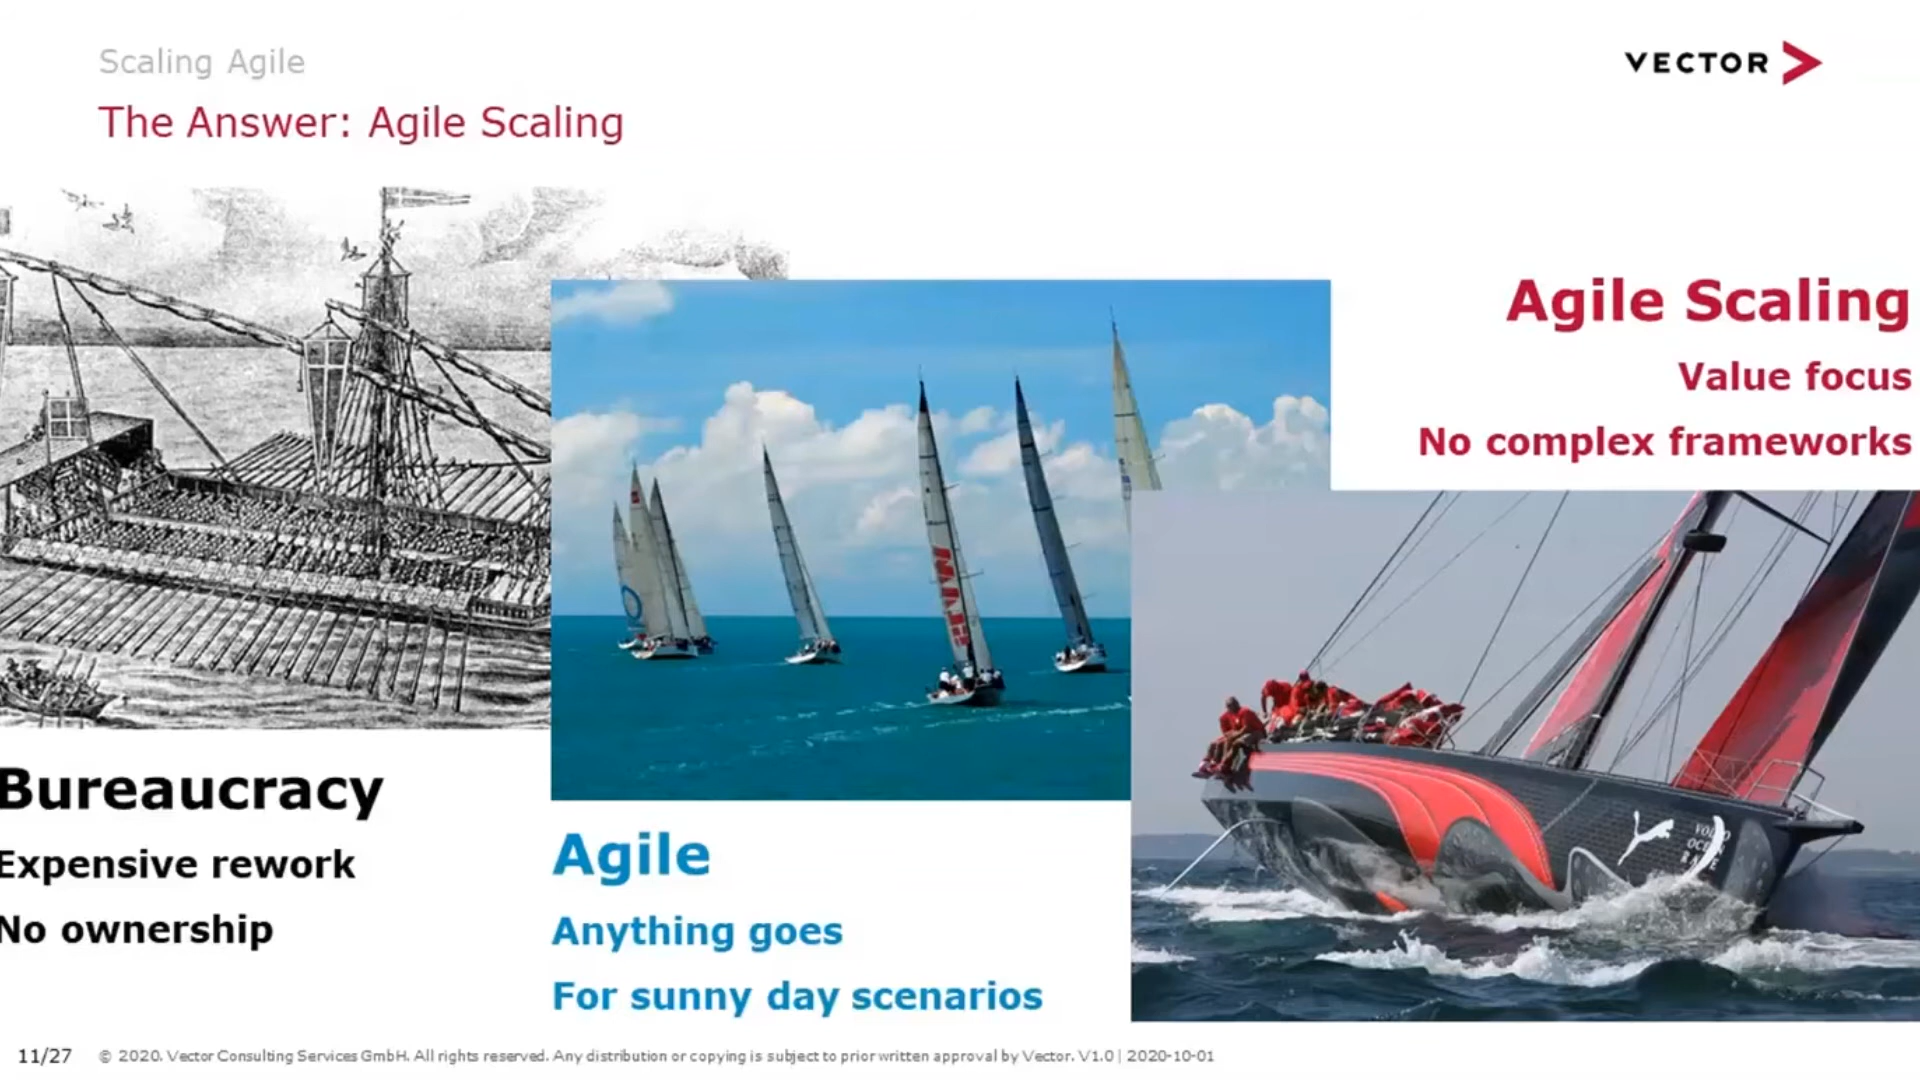 Scaling Agile
VECTOR
The Answer: Agile Scaling
Agile Scaling
Value focus
No complex frameworks
Bureaucracy
Expensive rework
No ownership
Agile
Anything goes
For sunny day scenarios
11/27
© 2020. Vector Consulting Services GmbH. All rights reserved. Any distribution or copying is subject to prior written approval by Vector. V1.0 | 2020-10-01